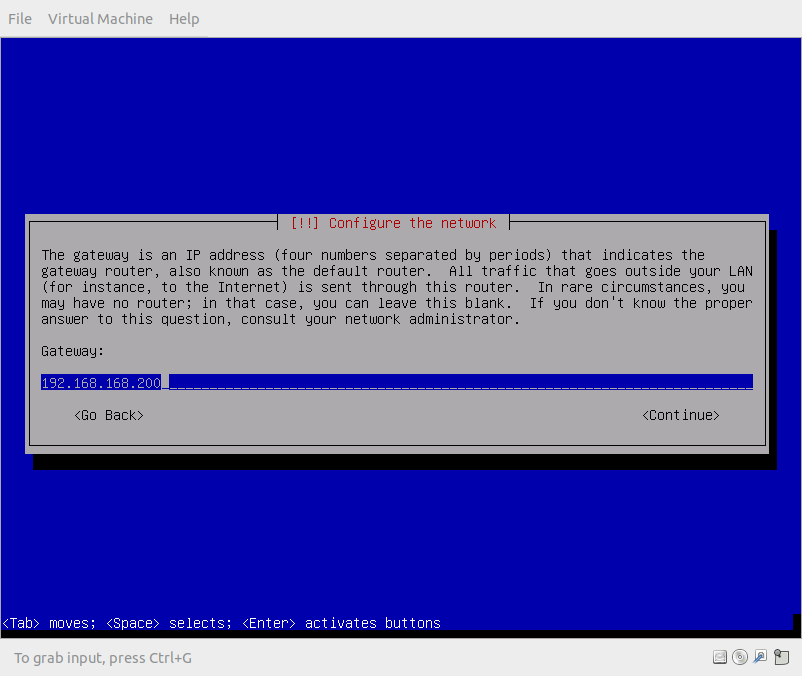 File Virtual Machine Help
[!!] Configure the network
The gateway is an IP address (four numbers separated by periods) that indicates the
gateway router, also known as the default router.  All traffic that goes outside your LAN
(for instance, to the Internet) is sent through this router.  In rare circumstances, you
may have no router; in that case, you can leave this blank.  If you don't know the proper
answer to this question, consult your network administrator.
Gateway:
192.168.168.200
<Go Back> <Continue>
<Tab> moves; <Space> selects; <Enter> activates buttons
To grab input, press Ctrl+G